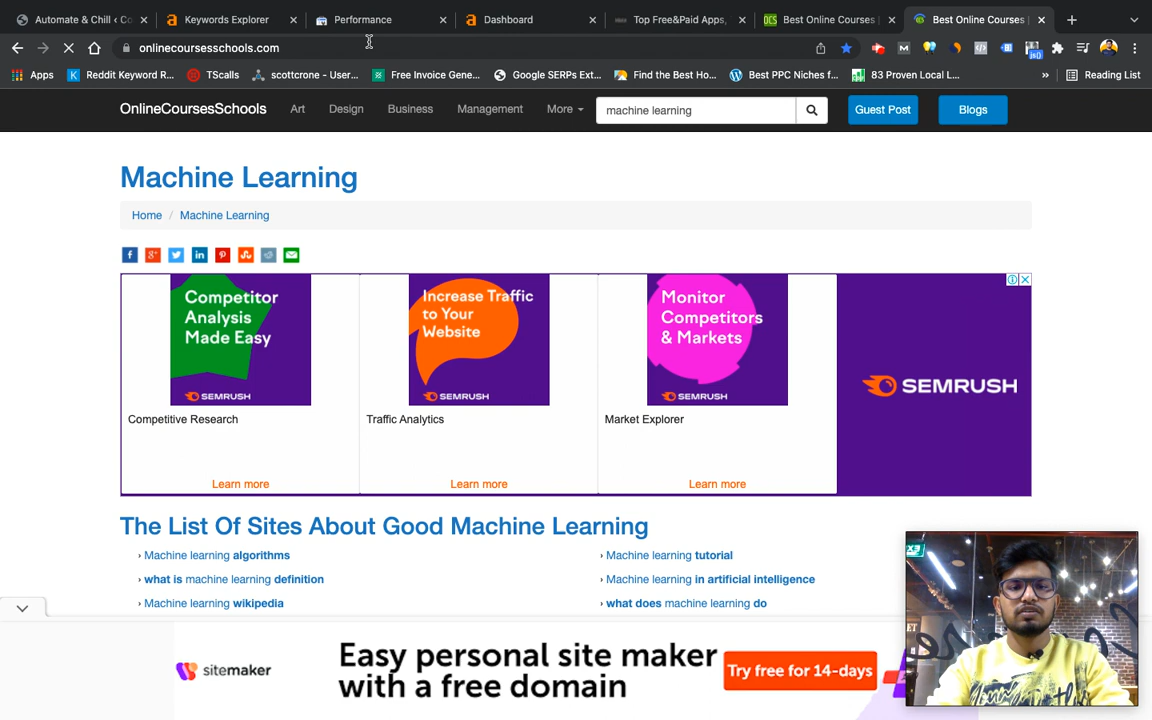 Automate & Chill ‹ Co
Keywords Explorer
Performance
Dashboard
Top Free&Paid Apps,
Best Online Courses
Best Online Courses
onlinecoursesschools.com
Apps
Reddit Keyword R...
TScalls
scottcrone - User...
Free Invoice Gene...
Google SERPs Ext...
Find the Best Ho...
Best PPC Niches f...
83 Proven Local L...
»
Reading List
OnlineCoursesSchools
Art
Design
Business
Management
More
machine learning
Guest Post
Blogs
Machine Learning
Home / Machine Learning
Competitor
Analysis
Made Easy
SEMRUSH
Increase Traffic
to Your
Website
SEMRUSH
Monitor
Competitors
& Markets
SEMRUSH
SEMRUSH
Competitive Research
Traffic Analytics
Market Explorer
Learn more
Learn more
Learn more
The List Of Sites About Good Machine Learning
› Machine learning algorithms
› Machine learning tutorial
› what is machine learning definition
› Machine learning in artificial intelligence
› Machine learning wikipedia
› what does machine learning do
sitemaker
Easy personal site maker
with a free domain
Try free for 14-days